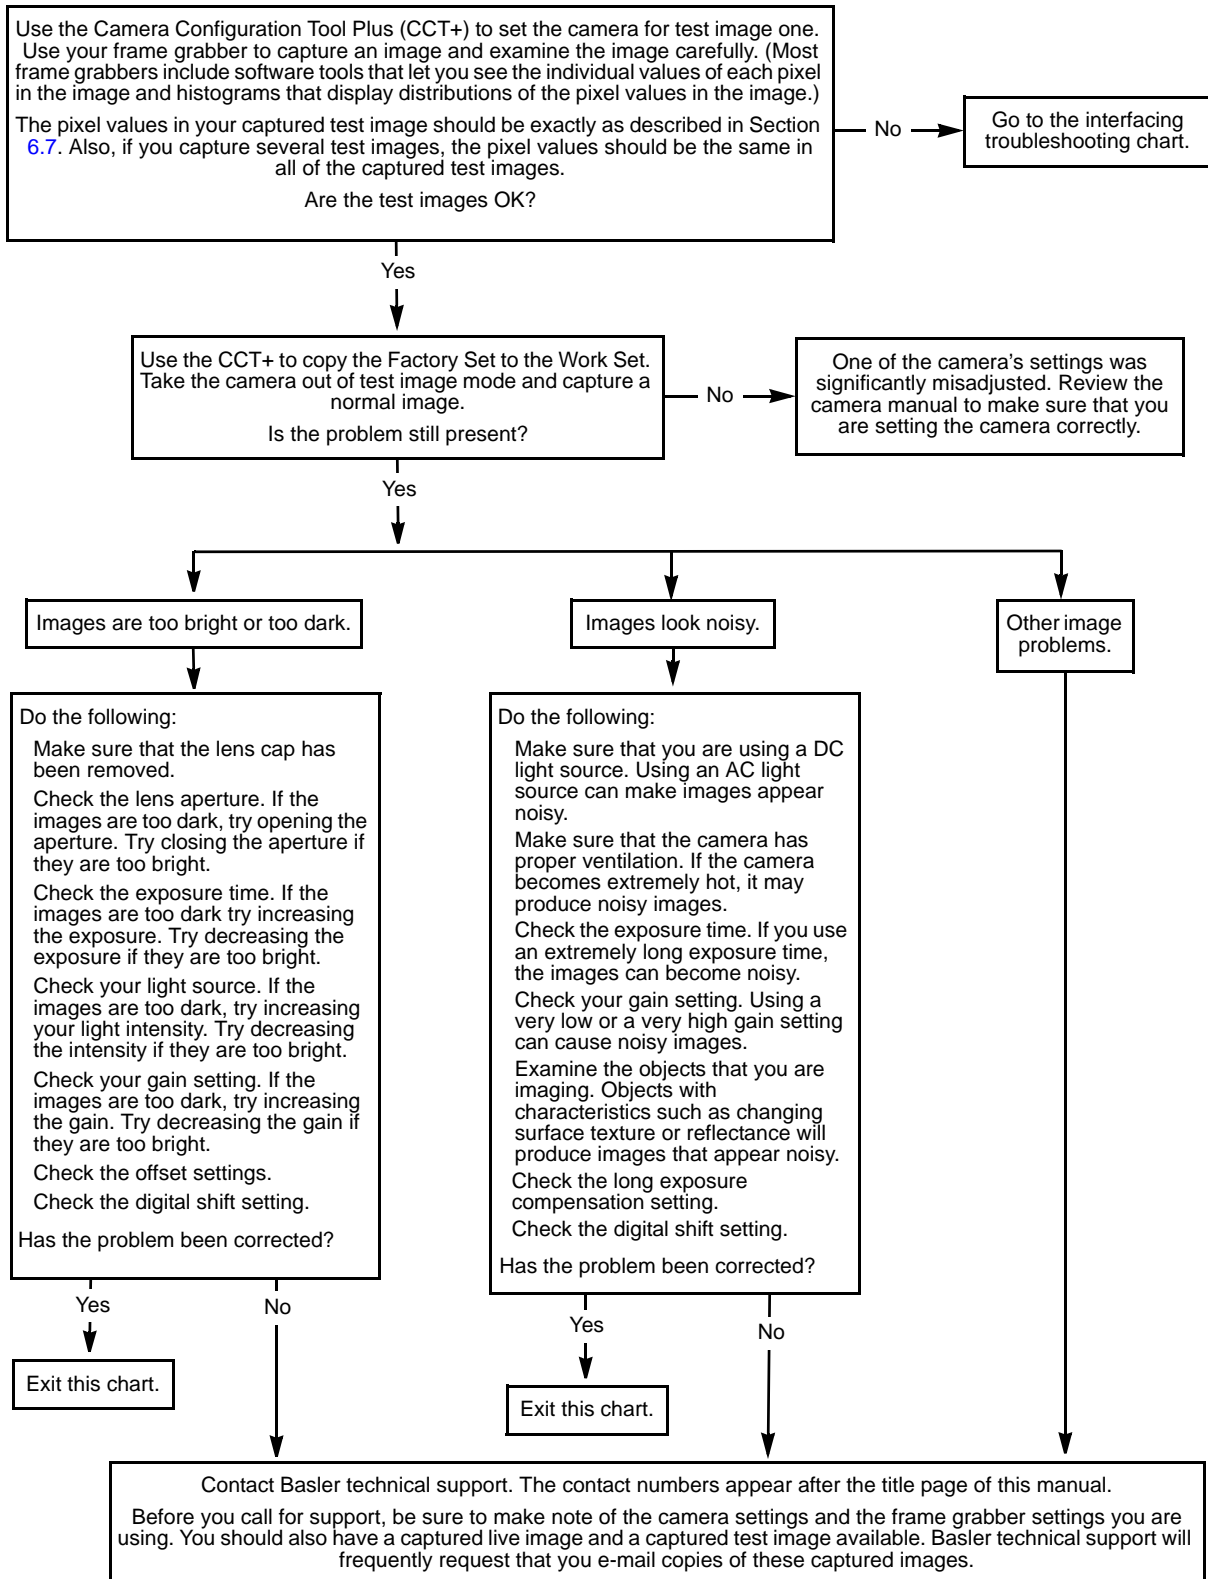 Use the Camera Configuration Tool Plus (CCT+) to set the camera for test image one.
Use your frame grabber to capture an image and examine the image carefully. (Most
frame grabbers include software tools that let you see the individual values of each pixel
in the image and histograms that display distributions of the pixel values in the image.)
The pixel values in your captured test image should be exactly as described in Section
6.7. Also, if you capture several test images, the pixel values should be the same in
all of the captured test images.
Are the test images OK?
No
Go to the interfacing
troubleshooting chart.
Yes
Use the CCT+ to copy the Factory Set to the Work Set.
Take the camera out of test image mode and capture a
normal image.
Is the problem still present?
No
One of the camera's settings was
significantly misadjusted. Review the
camera manual to make sure that you
are setting the camera correctly.
Yes
Images are too bright or too dark.
Images look noisy.
Other image
problems.
Do the following:
Make sure that the lens cap has
been removed.
Check the lens aperture. If the
images are too dark, try opening the
aperture. Try closing the aperture if
they are too bright.
Check the exposure time. If the
images are too dark try increasing
the exposure. Try decreasing the
exposure if they are too bright.
Check your light source. If the
images are too dark, try increasing
your light intensity. Try decreasing
the intensity if they are too bright.
Check your gain setting. If the
images are too dark, try increasing
the gain. Try decreasing the gain if
they are too bright.
Check the offset settings.
Check the digital shift setting.
Has the problem been corrected?
Yes
No
Exit this chart.
Do the following:
Make sure that you are using a DC
light source. Using an AC light
source can make images appear
noisy.
Make sure that the camera has
proper ventilation. If the camera
becomes extremely hot, it may
produce noisy images.
Check the exposure time. If you use
an extremely long exposure time,
the images can become noisy.
Check your gain setting. Using a
very low or a very high gain setting
can cause noisy images.
Examine the objects that you are
imaging. Objects with
characteristics such as changing
surface texture or reflectance will
produce images that appear noisy.
Check the long exposure
compensation setting.
Check the digital shift setting.
Has the problem been corrected?
Yes
No
Exit this chart.
Contact Basler technical support. The contact numbers appear after the title page of this manual.
Before you call for support, be sure to make note of the camera settings and the frame grabber settings you are
using. You should also have a captured live image and a captured test image available. Basler technical support will
frequently request that you e-mail copies of these captured images.